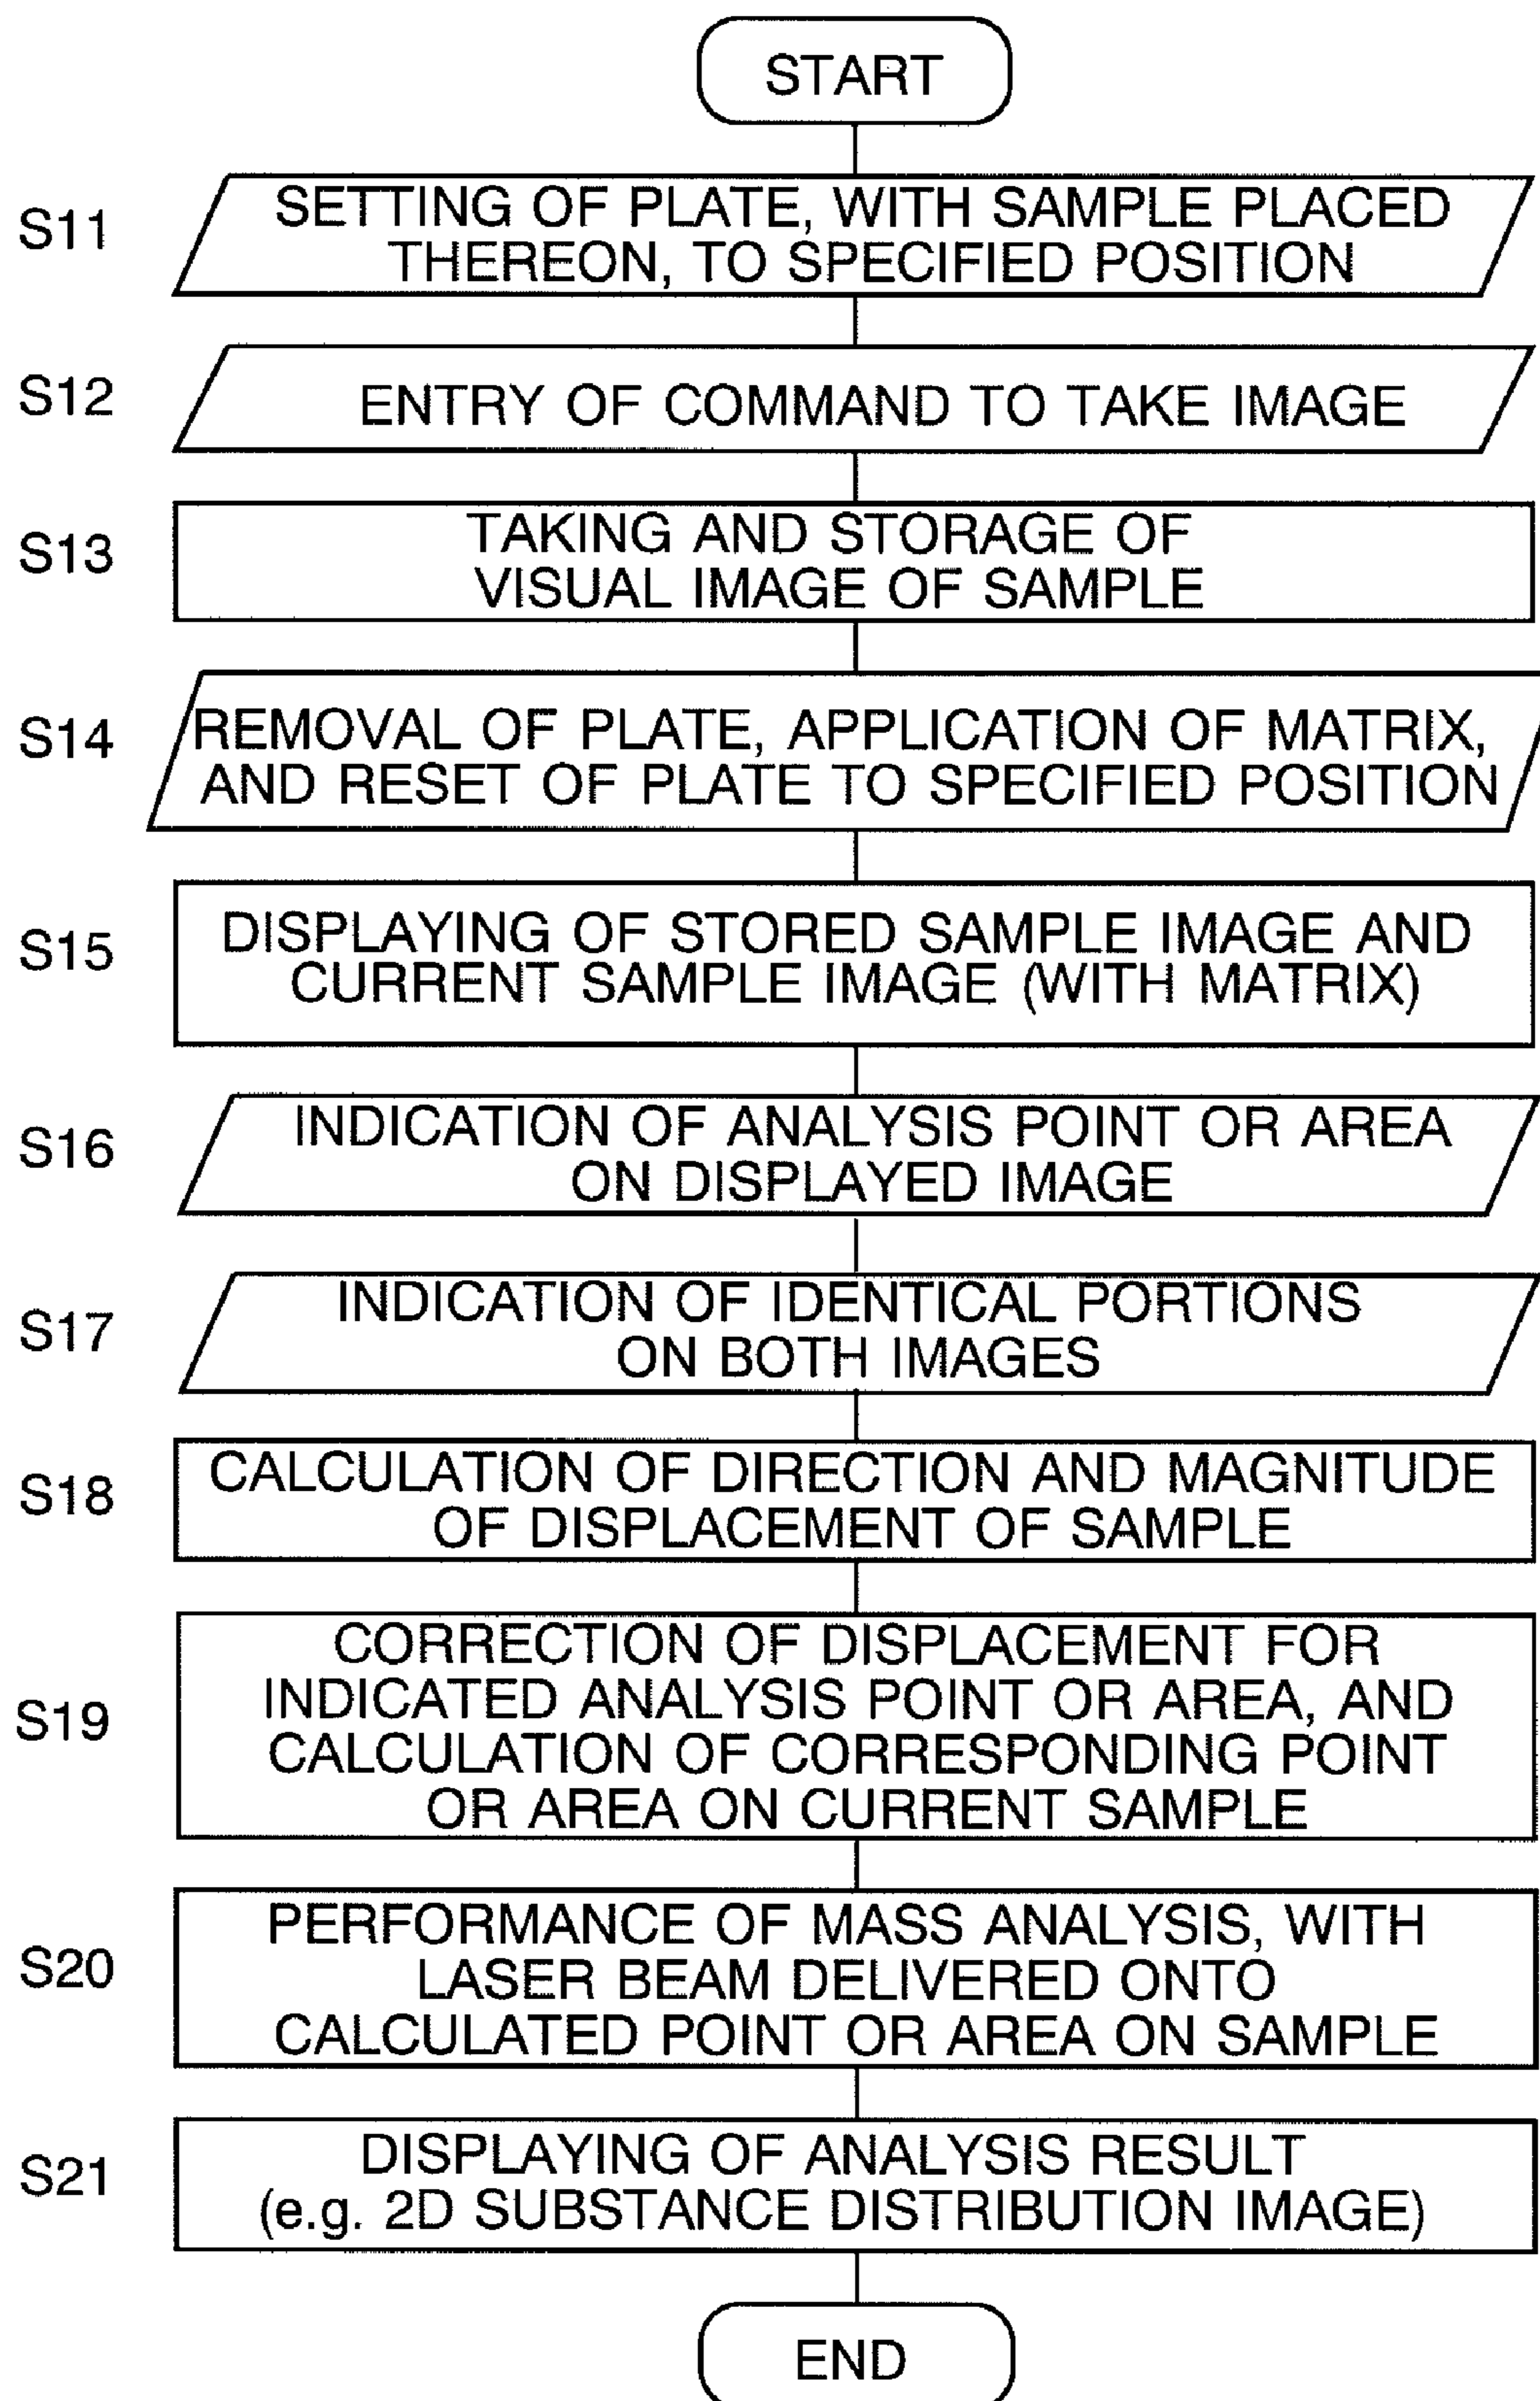 START
S11
SETTING OF PLATE, WITH SAMPLE PLACED
THEREON, TO SPECIFIED POSITION
S12
ENTRY OF COMMAND TO TAKE IMAGE
S13
TAKING AND STORAGE OF
VISUAL IMAGE OF SAMPLE
S14
REMOVAL OF PLATE, APPLICATION OF MATRIX,
AND RESET OF PLATE TO SPECIFIED POSITION
S15
DISPLAYING OF STORED SAMPLE IMAGE AND
CURRENT SAMPLE IMAGE (WITH MATRIX)
S16
INDICATION OF ANALYSIS POINT OR AREA
ON DISPLAYED IMAGE
S17
INDICATION OF IDENTICAL PORTIONS
ON BOTH IMAGES
S18
CALCULATION OF DIRECTION AND MAGNITUDE
OF DISPLACEMENT OF SAMPLE
S19
CORRECTION OF DISPLACEMENT FOR
INDICATED ANALYSIS POINT OR AREA, AND
CALCULATION OF CORRESPONDING POINT
OR AREA ON CURRENT SAMPLE
S20
PERFORMANCE OF MASS ANALYSIS, WITH
LASER BEAM DELIVERED ONTO
CALCULATED POINT OR AREA ON SAMPLE
S21
DISPLAYING OF ANALYSIS RESULT
(e.g. 2D SUBSTANCE DISTRIBUTION IMAGE)
END